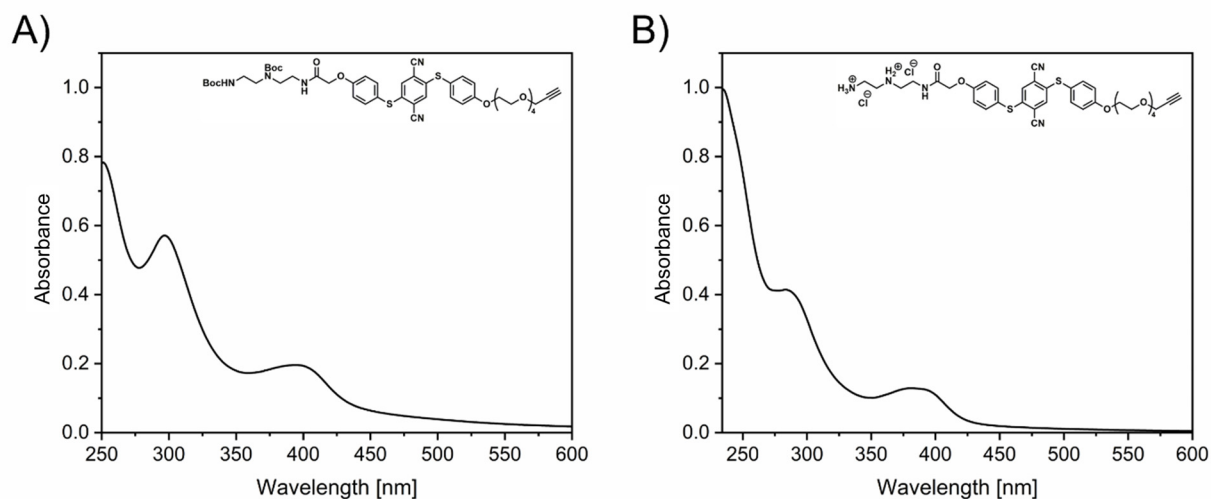 A)
B)
Boc
BocHN
N
N
H
O
O
CN
S
CN
S
O
O
4
1.0
0.8
0.6
0.4
0.2
0.0
Absorbance
250 300 350 400 450 500 550 600
Wavelength [nm]
H₃N⊕
Cl⊖
H₂⊕
N
Cl⊖
N
H
O
O
CN
S
CN
S
O
O
4
1.0
0.8
0.6
0.4
0.2
0.0
Absorbance
250 300 350 400 450 500 550 600
Wavelength [nm]